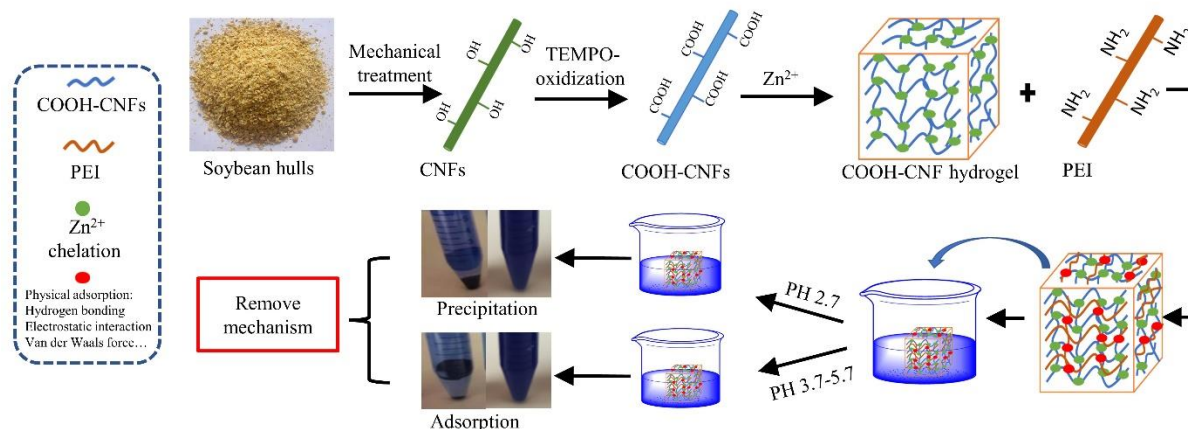 COOH-CNFs
PEI
Zn²⁺
chelation
Physical adsorption:
Hydrogen bonding
Electrostatic interaction
Van der Waals force…
Soybean hulls
Mechanical
treatment
OH
OH
OH
OH
CNFs
TEMPO-
oxidization
COOH
COOH
COOH
COOH
COOH-CNFs
Zn²⁺
COOH-CNF hydrogel
+
NH₂
NH₂
NH₂
NH₂
PEI
PH 2.7
PH 3.7-5.7
Precipitation
Adsorption
Remove
mechanism